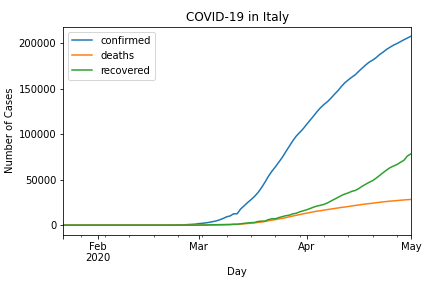 COVID-19 in Italy
confirmed
deaths
recovered
Number of Cases
200000
150000
100000
50000
0
Feb
2020
Mar
Apr
May
Day